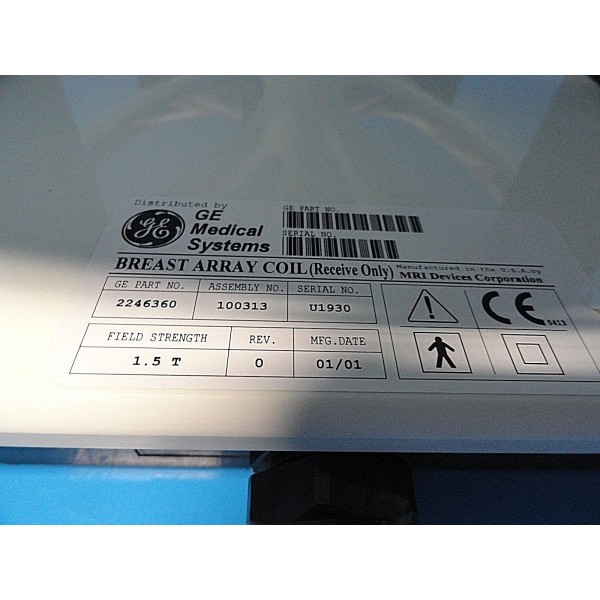 Distributed by
GE
GE
Medical
Systems
GE PART NO.
SERIAL NO.
BREAST ARRAY COIL (Receive Only)
Manufactured in the U.S.A. by
MRI Devices Corporation
GE PART NO. ASSEMBLY NO. SERIAL NO.
2246360 100313 U1930
FIELD STRENGTH REV. MFG.DATE
1.5 T 0 01/01
! CE 0413